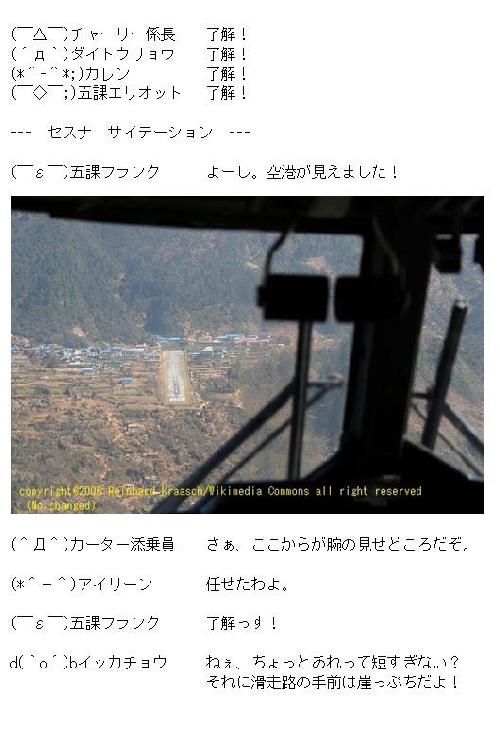 (￣△￣)チャーリー係長　了解！
(´д｀)ダイトウリョウ　了解！
(*^-^*;)カレン　了解！
(￣◇￣;)五課エリオット　了解！
---　セスナ　サイテーション　---
(￣ε￣)五課フランク　よーし。空港が見えました！
copyright©2006 Reinhard Kraasch/Wikimedia Commons all right reserved
(No changed)
(^Д^)カーター添乗員　さぁ、ここからが腕の見せどころだぞ。
(*^-^)アイリーン　任せたわよ。
(￣ε￣)五課フランク　了解っす！
d(`o´)bイッカチョウ　ねぇ、ちょっとあれって短すぎない？
それに滑走路の手前は崖っぷちだよ！